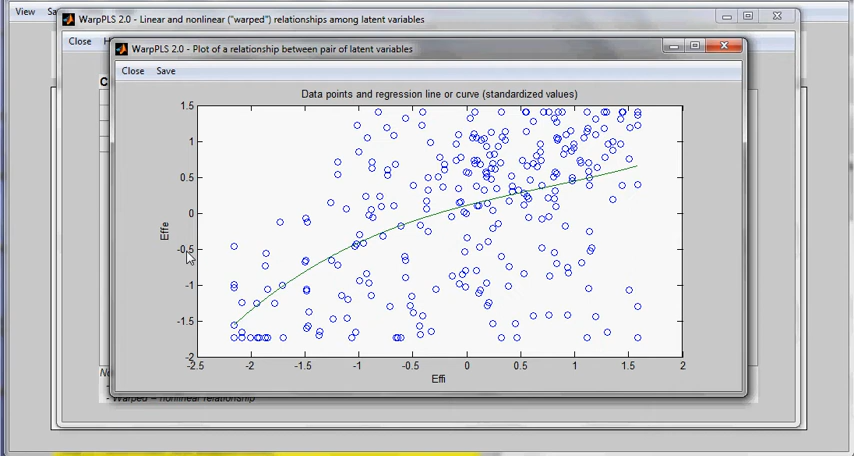 View Sa
WarpPLS 2.0 - Linear and nonlinear ("warped") relationships among latent variables
Close H
WarpPLS 2.0 - Plot of a relationship between pair of latent variables
Close Save
Data points and regression line or curve (standardized values)
1.5
1
0.5
0
-0.5
-1
-1.5
-2
Effe
-2.5 -2 -1.5 -1 -0.5 0 0.5 1 1.5 2
Effi
- Warped = nonlinear relationship